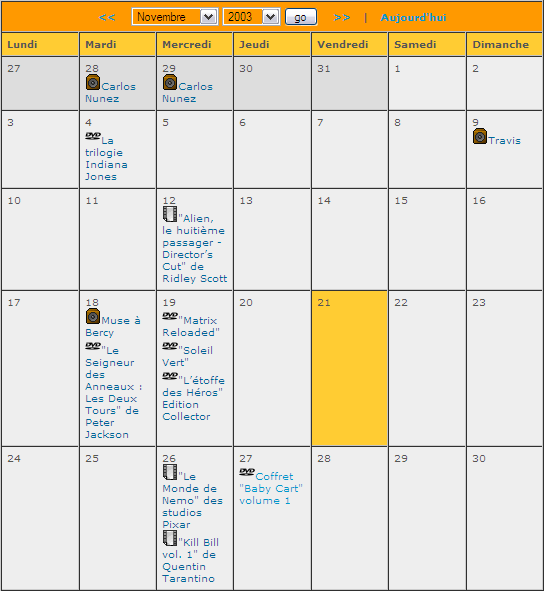 << Novembre 2003 go >> | Aujourd'hui
Lundi Mardi Mercredi Jeudi Vendredi Samedi Dimanche
27
28
Carlos
Nunez
29
Carlos
Nunez
30
31
1
2
3
4
DVD La
trilogie
Indiana
Jones
5
6
7
8
9
Travis
10
11
12
"Alien,
le huitième
passager -
Director's
Cut" de
Ridley Scott
13
14
15
16
17
18
Muse à
Bercy
DVD "Le
Seigneur
des
Anneaux :
Les Deux
Tours" de
Peter
Jackson
19
DVD "Matrix
Reloaded"
DVD "Soleil
Vert"
DVD "L'étoffe
des Héros"
Edition
Collector
20
21
22
23
24
25
26
"Le
Monde de
Nemo" des
studios
Pixar
"Kill Bill
vol. 1" de
Quentin
Tarantino
27
DVD Coffret
"Baby Cart"
volume 1
28
29
30